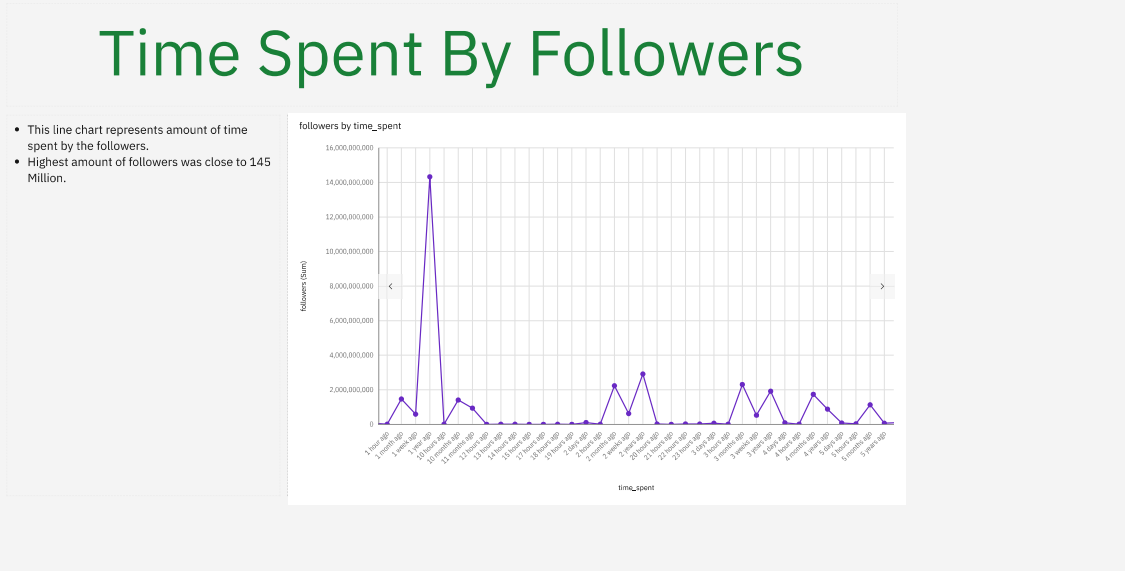 Time Spent By Followers
• This line chart represents amount of time
spent by the followers.
• Highest amount of followers was close to 145
Million.
followers by time_spent
followers (Sum)
16,000,000,000
14,000,000,000
12,000,000,000
10,000,000,000
8,000,000,000
6,000,000,000
4,000,000,000
2,000,000,000
0
1 hour ago
1 month ago
1 week ago
1 year ago
10 hours ago
10 months ago
11 months ago
12 hours ago
13 hours ago
14 hours ago
15 hours ago
17 hours ago
18 hours ago
19 hours ago
2 days ago
2 hours ago
2 months ago
2 weeks ago
2 years ago
20 hours ago
21 hours ago
22 hours ago
23 hours ago
3 days ago
3 hours ago
3 months ago
3 weeks ago
3 years ago
4 days ago
4 hours ago
4 months ago
4 years ago
5 days ago
5 hours ago
5 months ago
5 years ago
time_spent